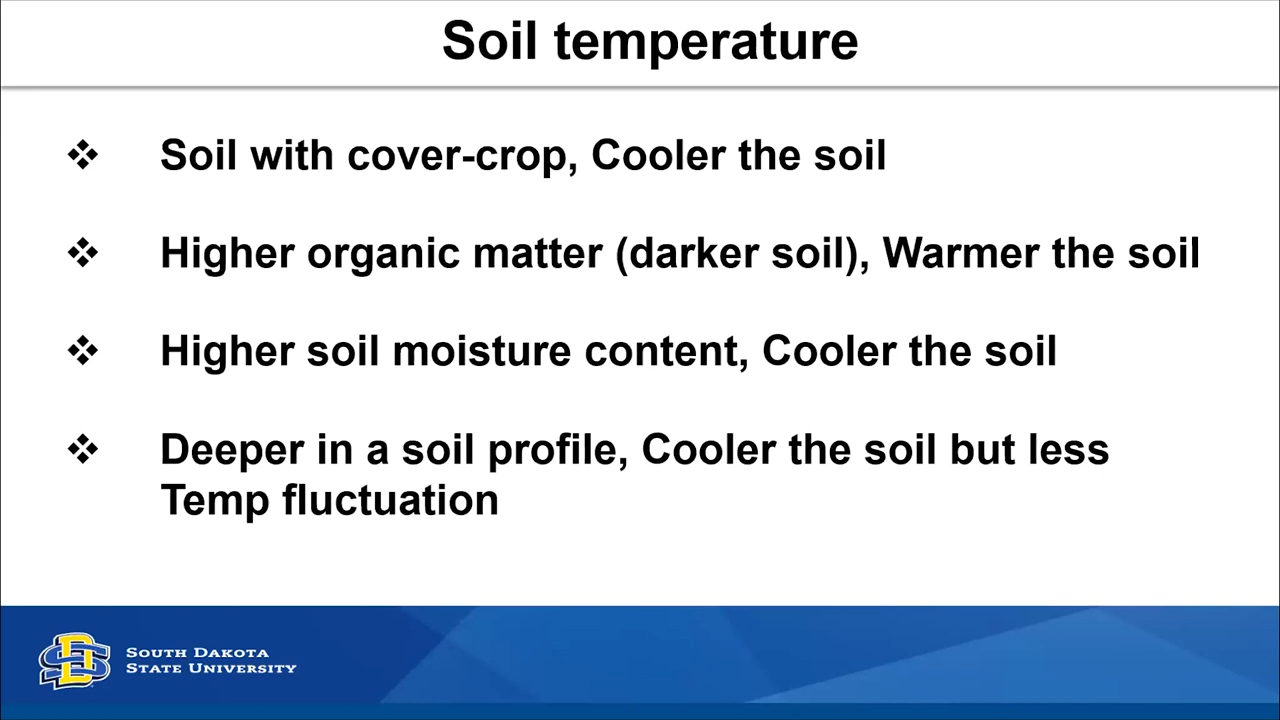 Soil temperature
❖ Soil with cover-crop, Cooler the soil
❖ Higher organic matter (darker soil), Warmer the soil
❖ Higher soil moisture content, Cooler the soil
❖ Deeper in a soil profile, Cooler the soil but less
Temp fluctuation
SOUTH DAKOTA
STATE UNIVERSITY